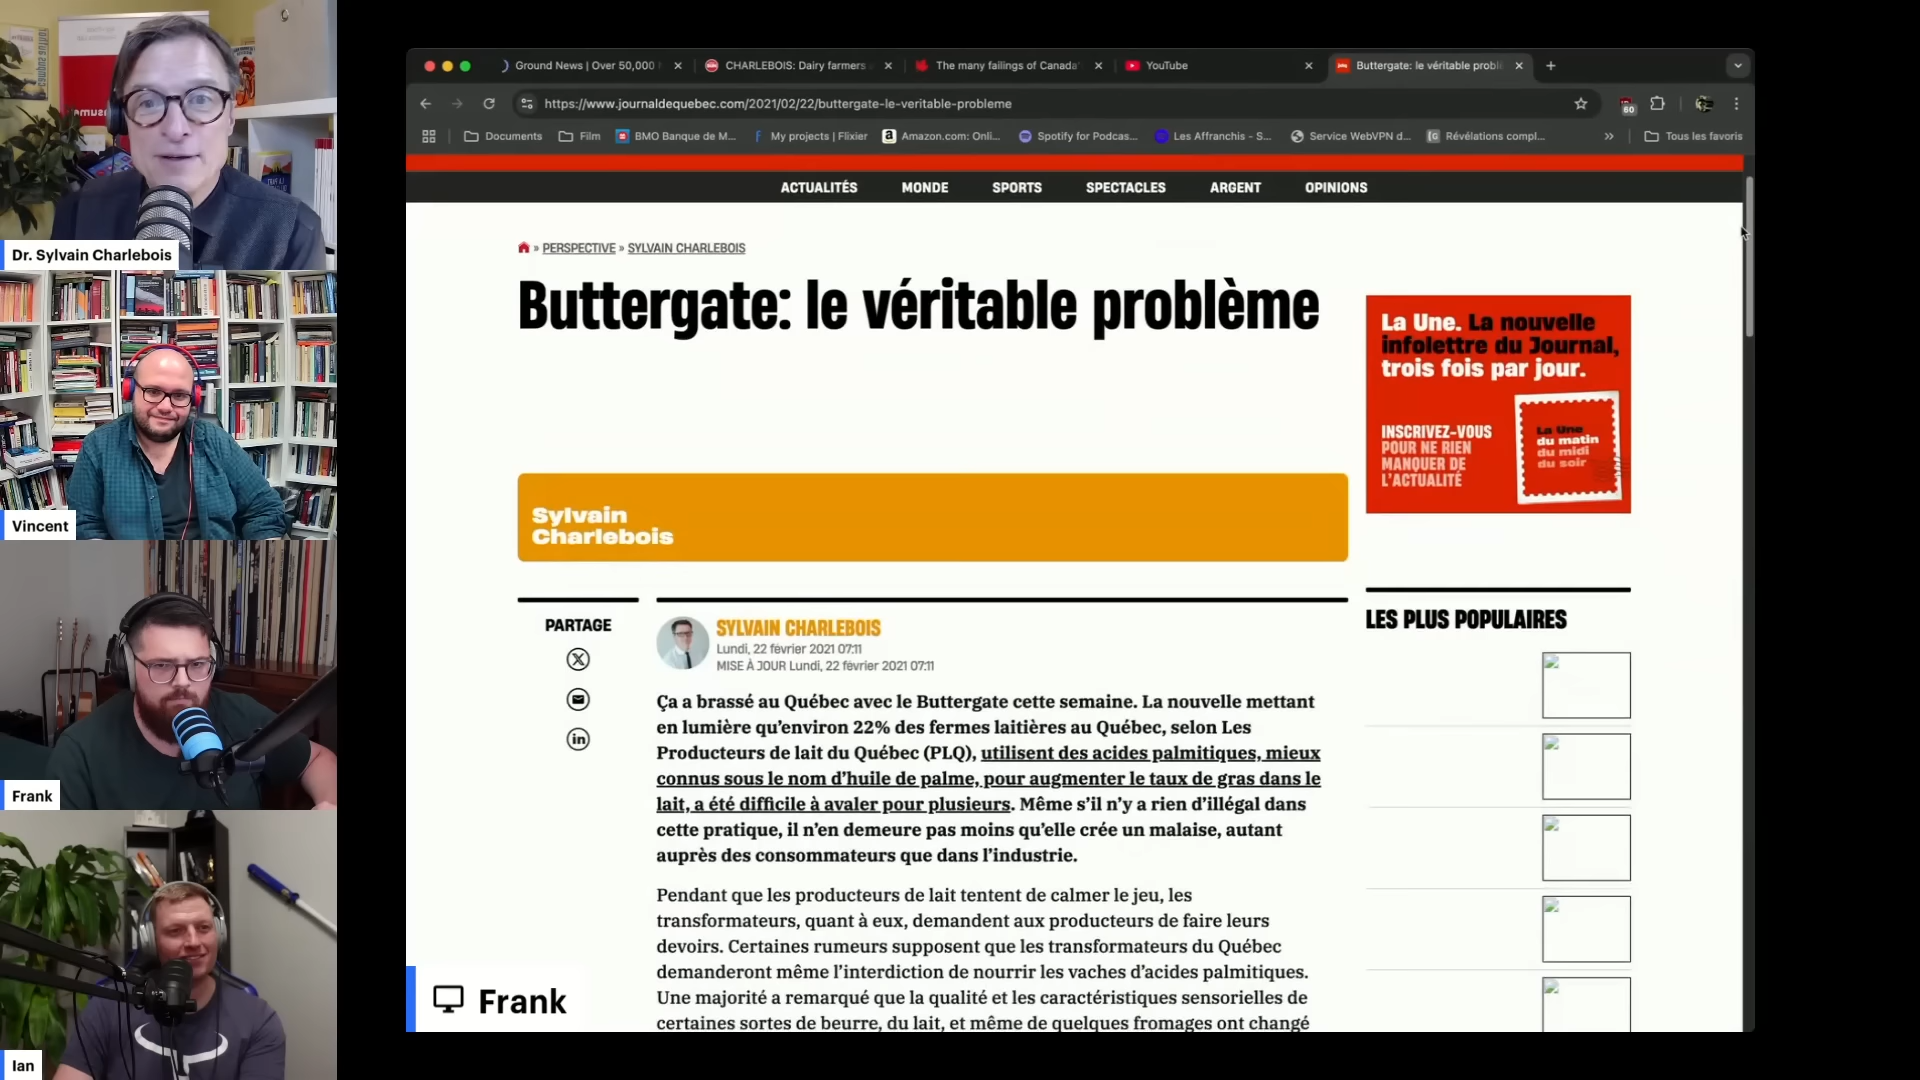 Dr. Sylvain Charlebois
Vincent
Frank
Ian
Ground News | Over 50,000
CHARLEBOIS: Dairy farmers
The many failings of Canada'
YouTube
Buttergate: le véritable problè
https://www.journaldequebec.com/2021/02/22/buttergate-le-veritable-probleme
60
Documents
Film
BMO Banque de M...
My projects | Flixier
Amazon.com: Onli...
Spotify for Podcas...
Les Affranchis - S...
Service WebVPN d...
Révélations compl...
Tous les favoris
ACTUALITÉS
MONDE
SPORTS
SPECTACLES
ARGENT
OPINIONS
» PERSPECTIVE » SYLVAIN CHARLEBOIS
Buttergate: le véritable problème
Sylvain
Charlebois
PARTAGE
SYLVAIN CHARLEBOIS
Lundi, 22 février 2021 07:11
MISE À JOUR Lundi, 22 février 2021 07:11
Ça a brassé au Québec avec le Buttergate cette semaine. La nouvelle mettant
en lumière qu’environ 22% des fermes laitières au Québec, selon Les
Producteurs de lait du Québec (PLQ), utilisent des acides palmitiques, mieux
connus sous le nom d’huile de palme, pour augmenter le taux de gras dans le
lait, a été difficile à avaler pour plusieurs. Même s’il n’y a rien d’illégal dans
cette pratique, il n’en demeure pas moins qu’elle crée un malaise, autant
auprès des consommateurs que dans l’industrie.
Pendant que les producteurs de lait tentent de calmer le jeu, les
transformateurs, quant à eux, demandent aux producteurs de faire leurs
devoirs. Certaines rumeurs supposent que les transformateurs du Québec
demanderont même l’interdiction de nourrir les vaches d’acides palmitiques.
Une majorité a remarqué que la qualité et les caractéristiques sensorielles de
certaines sortes de beurre, du lait, et même de quelques fromages ont changé
La Une. La nouvelle
infolettre du Journal,
trois fois par jour.
INSCRIVEZ-VOUS
POUR NE RIEN
MANQUER DE
L’ACTUALITÉ
La Une
du matin
du midi
du soir
LES PLUS POPULAIRES
Frank